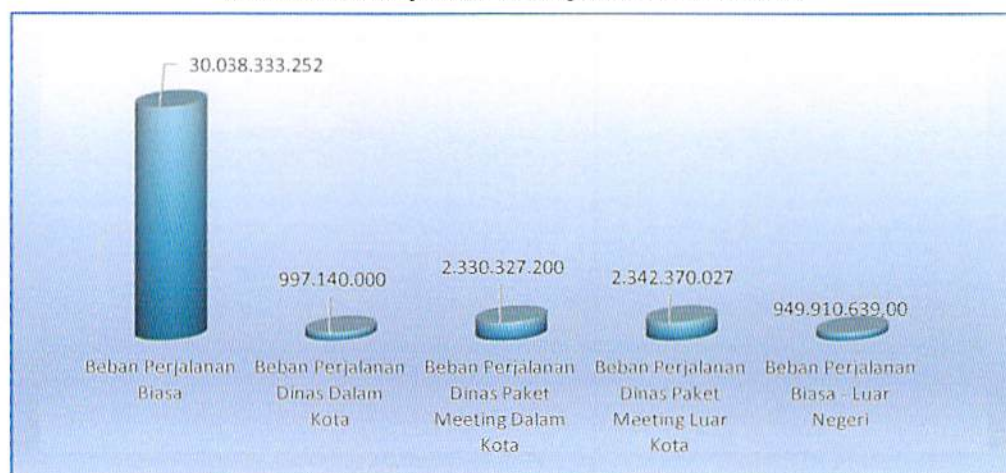 30.038.333.252
997.140.000
2.330.327.200
2.342.370.027
949.910.639,00
Beban Perjalanan
Biasa
Beban Perjalanan
Dinas Dalam
Kota
Beban Perjalanan
Dinas Paket
Meeting Dalam
Kota
Beban Perjalanan
Dinas Paket
Meeting Luar
Kota
Beban Perjalanan
Biasa - Luar
Negeri